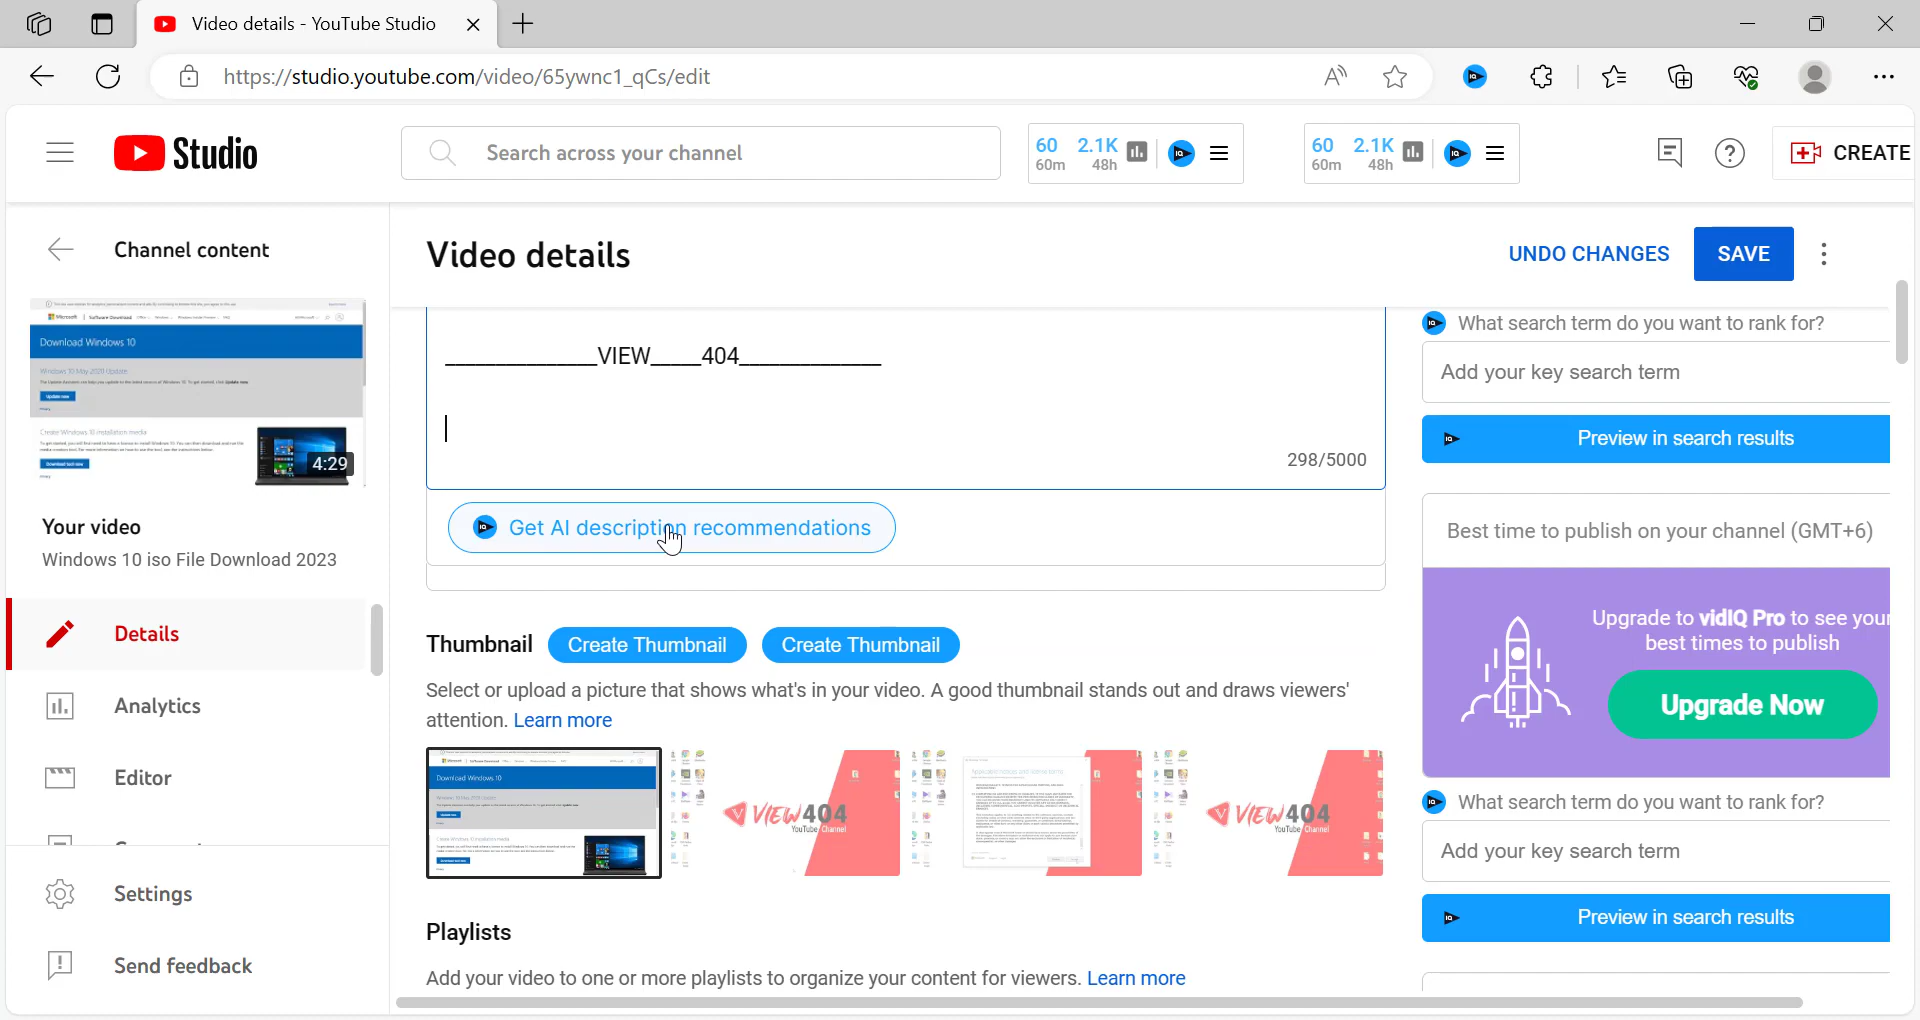 Video details - YouTube Studio
https://studio.youtube.com/video/65ywnc1_qCs/edit
Studio
Search across your channel
60 2.1K
60m 48h
60 2.1K
60m 48h
CREATE
Channel content
Video details
UNDO CHANGES
SAVE
Download Windows 10
4:29
Your video
Windows 10 iso File Download 2023
Details
Analytics
Editor
Settings
Send feedback
_______________VIEW_____404______________
298/5000
Get AI description recommendations
Thumbnail
Create Thumbnail
Create Thumbnail
Select or upload a picture that shows what's in your video. A good thumbnail stands out and draws viewers'
attention. Learn more
Download Windows 10
VIEW404
YouTube Channel
VIEW404
YouTube Channel
Playlists
Add your video to one or more playlists to organize your content for viewers. Learn more
What search term do you want to rank for?
Add your key search term
Preview in search results
Best time to publish on your channel (GMT+6)
Upgrade to vidIQ Pro to see your
best times to publish
Upgrade Now
What search term do you want to rank for?
Add your key search term
Preview in search results